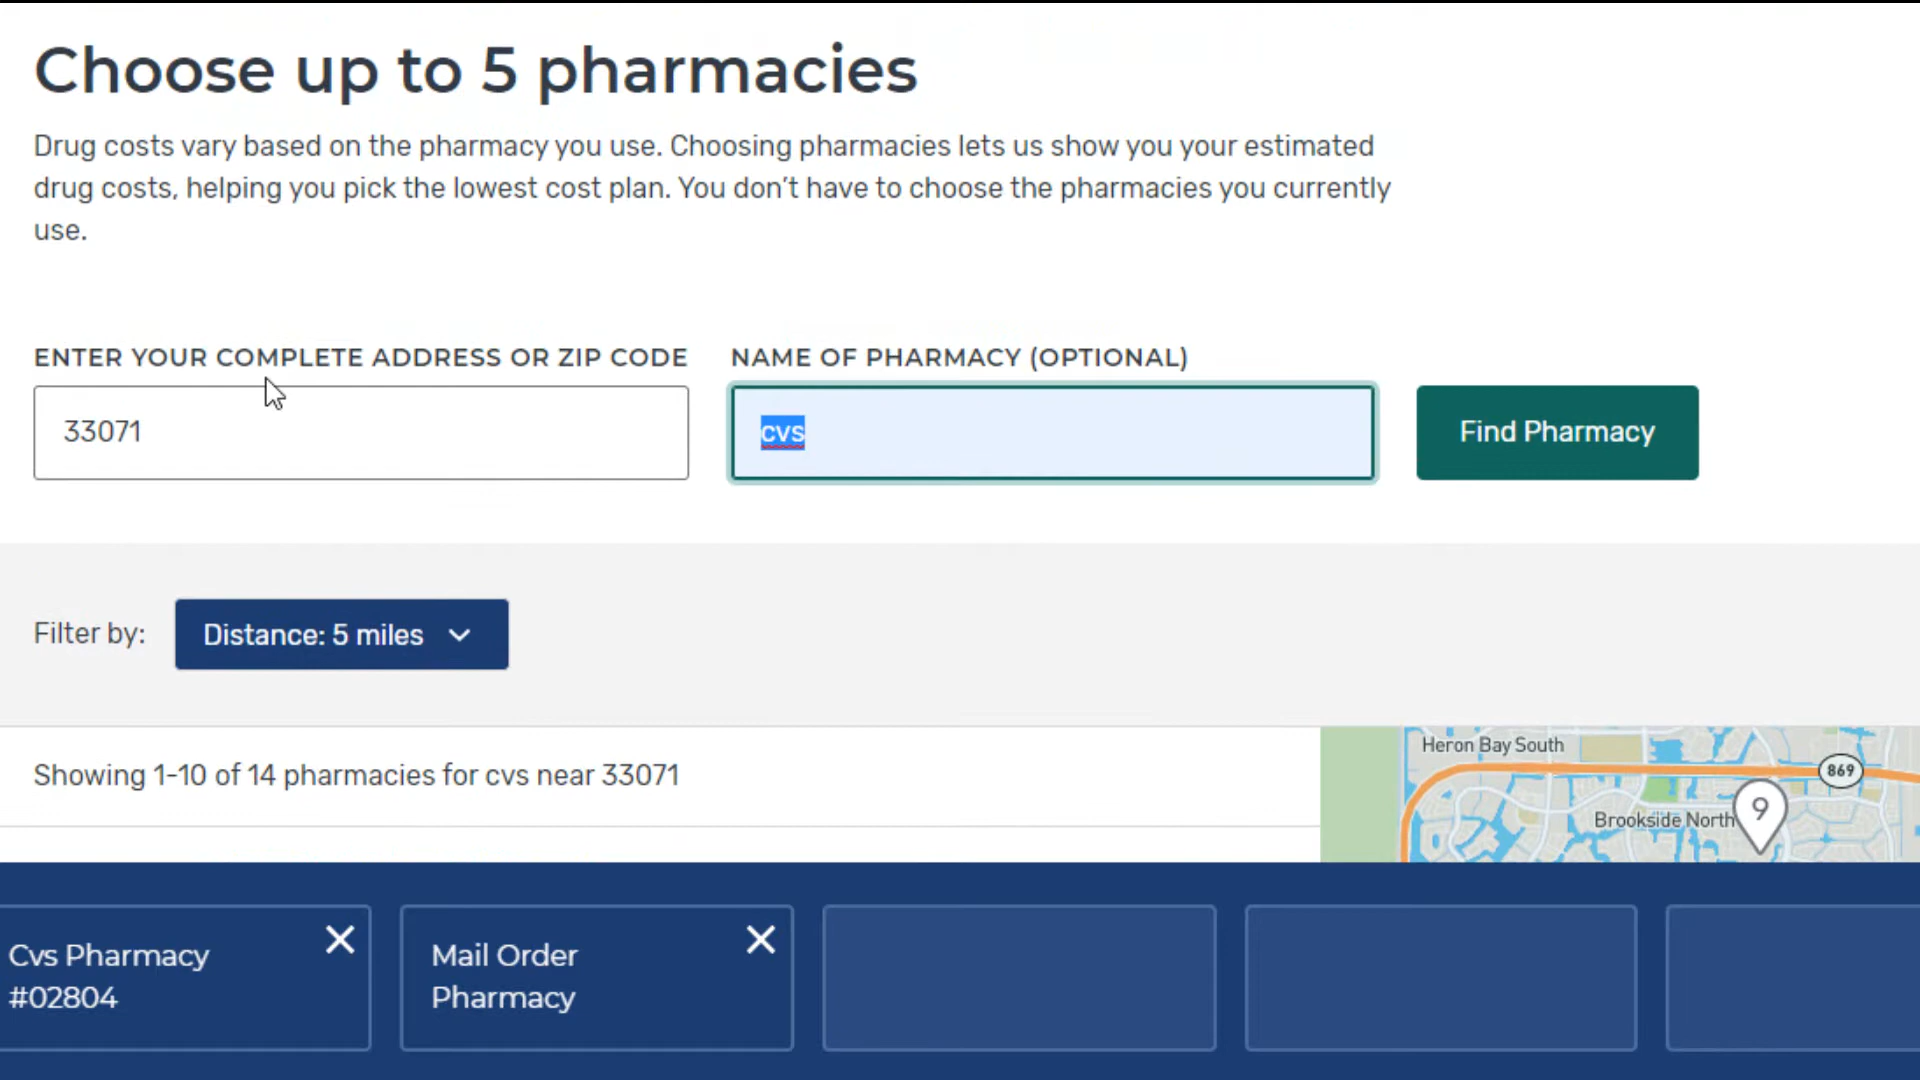 Choose up to 5 pharmacies
Drug costs vary based on the pharmacy you use. Choosing pharmacies lets us show you your estimated
drug costs, helping you pick the lowest cost plan. You don’t have to choose the pharmacies you currently
use.
ENTER YOUR COMPLETE ADDRESS OR ZIP CODE
NAME OF PHARMACY (OPTIONAL)
33071
cvs
Find Pharmacy
Filter by:
Distance: 5 miles
Showing 1-10 of 14 pharmacies for cvs near 33071
Heron Bay South
869
9
Brookside North
Cvs Pharmacy
#02804
Mail Order
Pharmacy